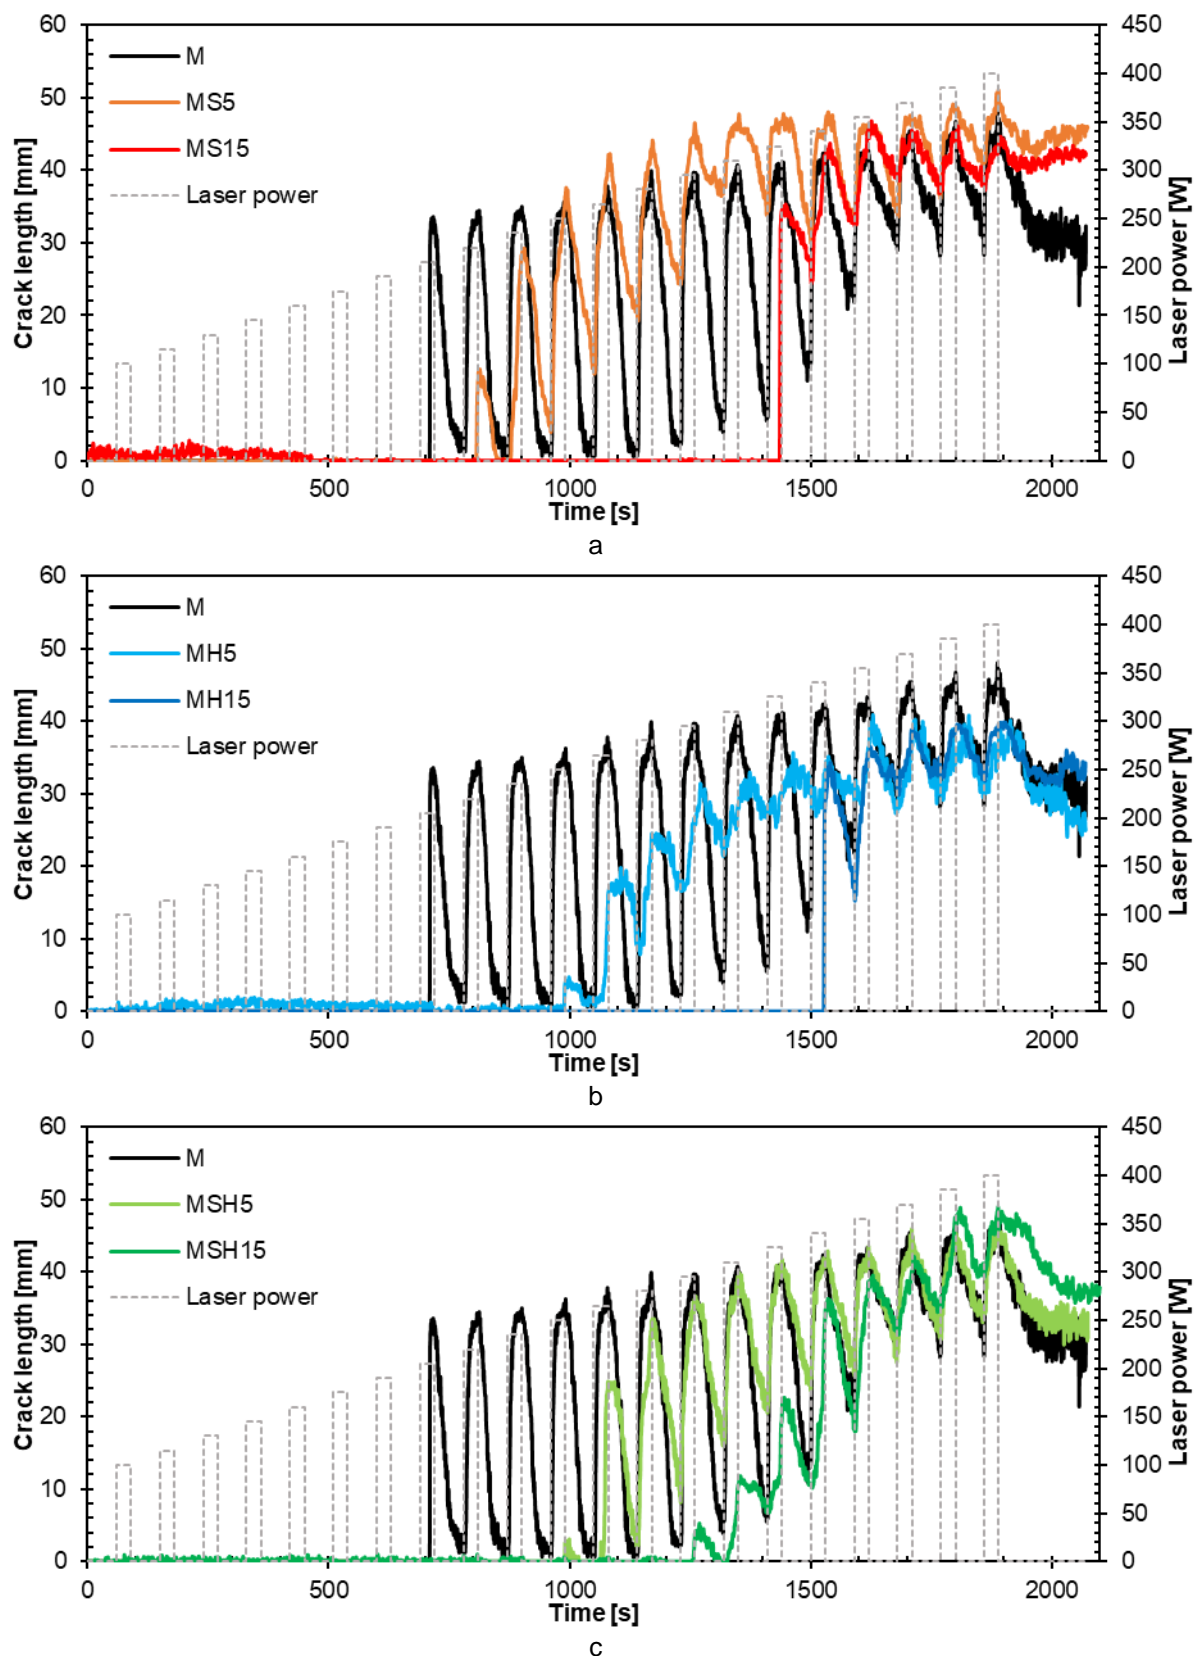 60 450
M
MS5
MS15
Laser power
50 400
40 350
30 300
20 250
10 200
0 150
100
50
0
Crack length [mm]
Laser power [W]
0 500 1000 1500 2000
Time [s]
a
60 450
M
MH5
MH15
Laser power
50 400
40 350
30 300
20 250
10 200
0 150
100
50
0
Crack length [mm]
Laser power [W]
0 500 1000 1500 2000
Time [s]
b
60 450
M
MSH5
MSH15
Laser power
50 400
40 350
30 300
20 250
10 200
0 150
100
50
0
Crack length [mm]
Laser power [W]
0 500 1000 1500 2000
Time [s]
c